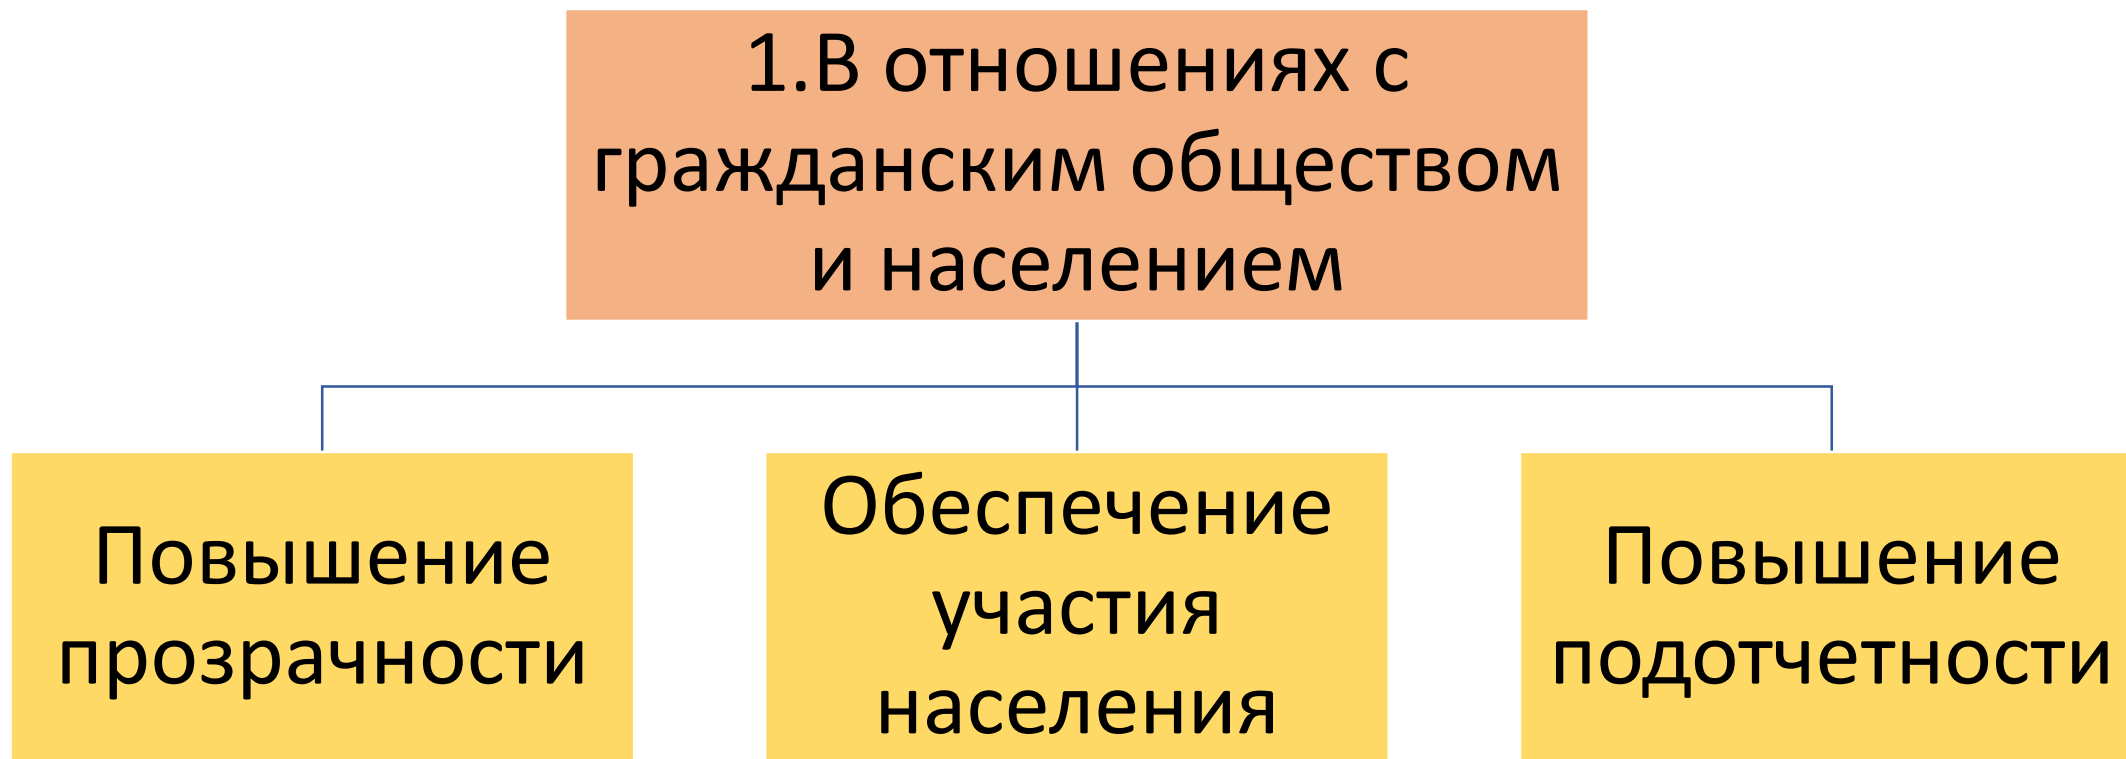 1.В отношениях с
гражданским обществом
и населением
Повышение
прозрачности
Обеспечение
участия
населения
Повышение
подотчетности